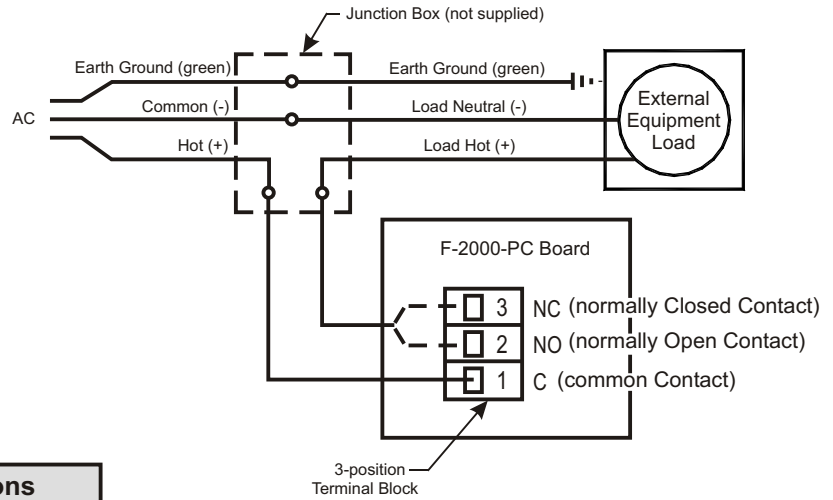 Junction Box (not supplied)
Earth Ground (green)
Earth Ground (green)
AC
Common (-)
Load Neutral (-)
Hot (+)
Load Hot (+)
External
Equipment
Load
F-2000-PC Board
3 NC (normally Closed Contact)
2 NO (normally Open Contact)
1 C (common Contact)
3-position
Terminal Block